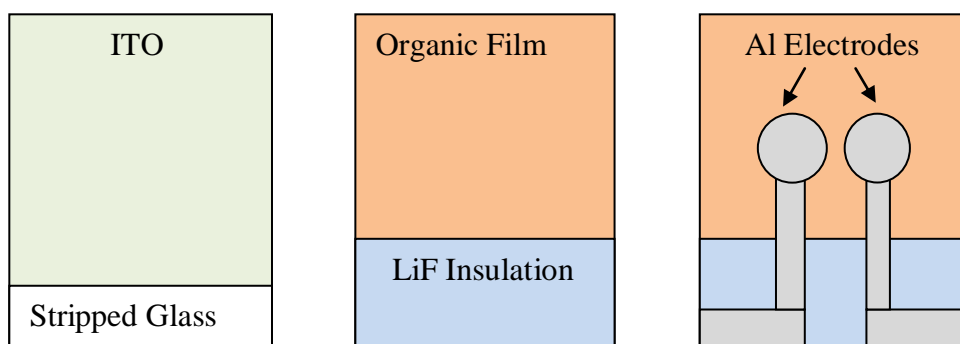 ITO
Stripped Glass
Organic Film
LiF Insulation
Al Electrodes